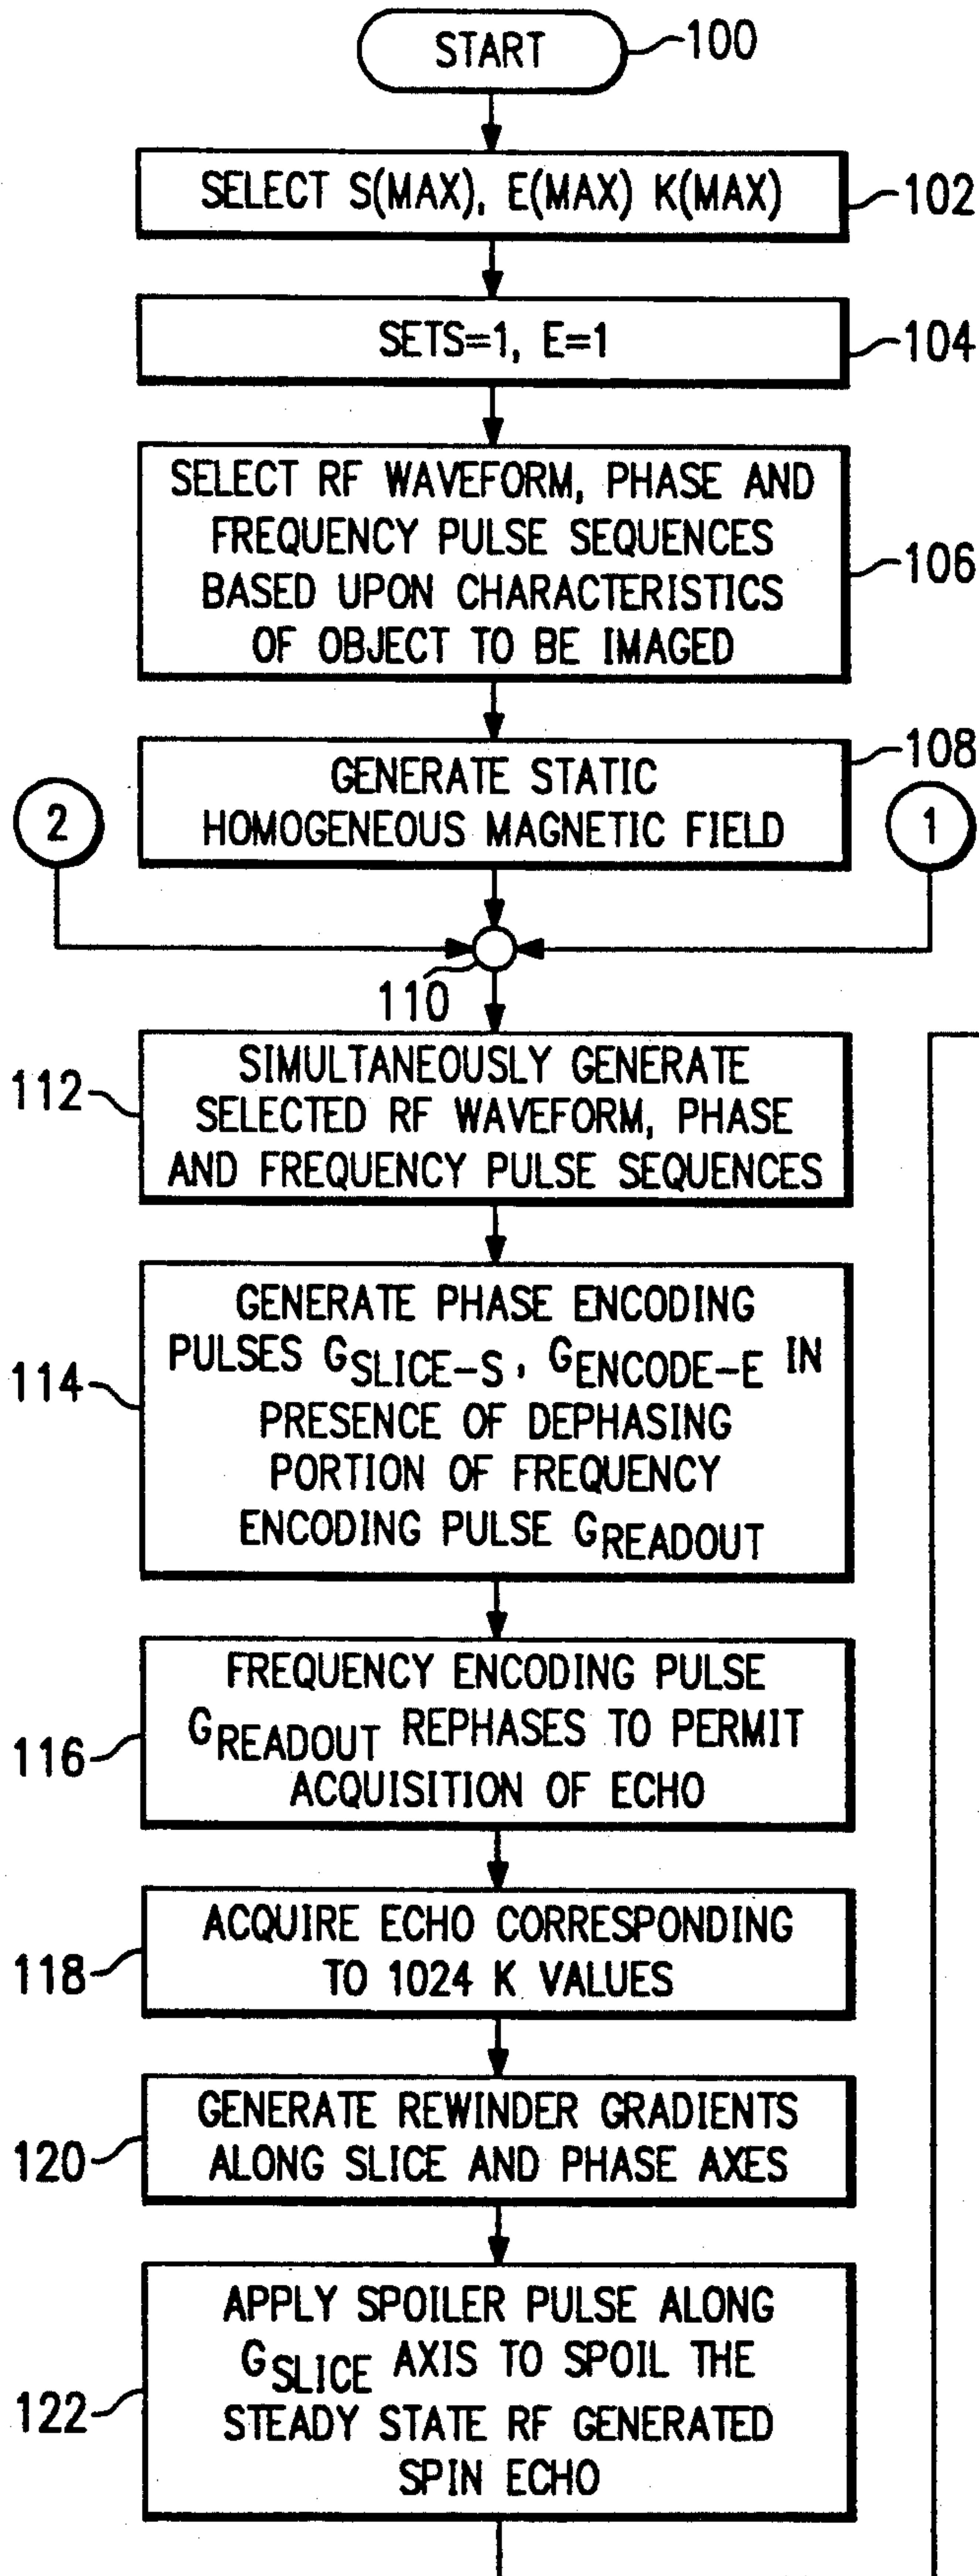 START
100
SELECT S(MAX), E(MAX) K(MAX)
102
SETS=1, E=1
104
SELECT RF WAVEFORM, PHASE AND
FREQUENCY PULSE SEQUENCES
BASED UPON CHARACTERISTICS
OF OBJECT TO BE IMAGED
106
GENERATE STATIC
HOMOGENEOUS MAGNETIC FIELD
108
2
1
110
SIMULTANEOUSLY GENERATE
SELECTED RF WAVEFORM, PHASE
AND FREQUENCY PULSE SEQUENCES
112
GENERATE PHASE ENCODING
PULSES GSLICE-S, GENCODE-E IN
PRESENCE OF DEPHASING
PORTION OF FREQUENCY
ENCODING PULSE GREADOUT
114
FREQUENCY ENCODING PULSE
GREADOUT REPHASES TO PERMIT
ACQUISITION OF ECHO
116
ACQUIRE ECHO CORRESPONDING
TO 1024 K VALUES
118
GENERATE REWINDER GRADIENTS
ALONG SLICE AND PHASE AXES
120
APPLY SPOILER PULSE ALONG
GSLICE AXIS TO SPOIL THE
STEADY STATE RF GENERATED
SPIN ECHO
122